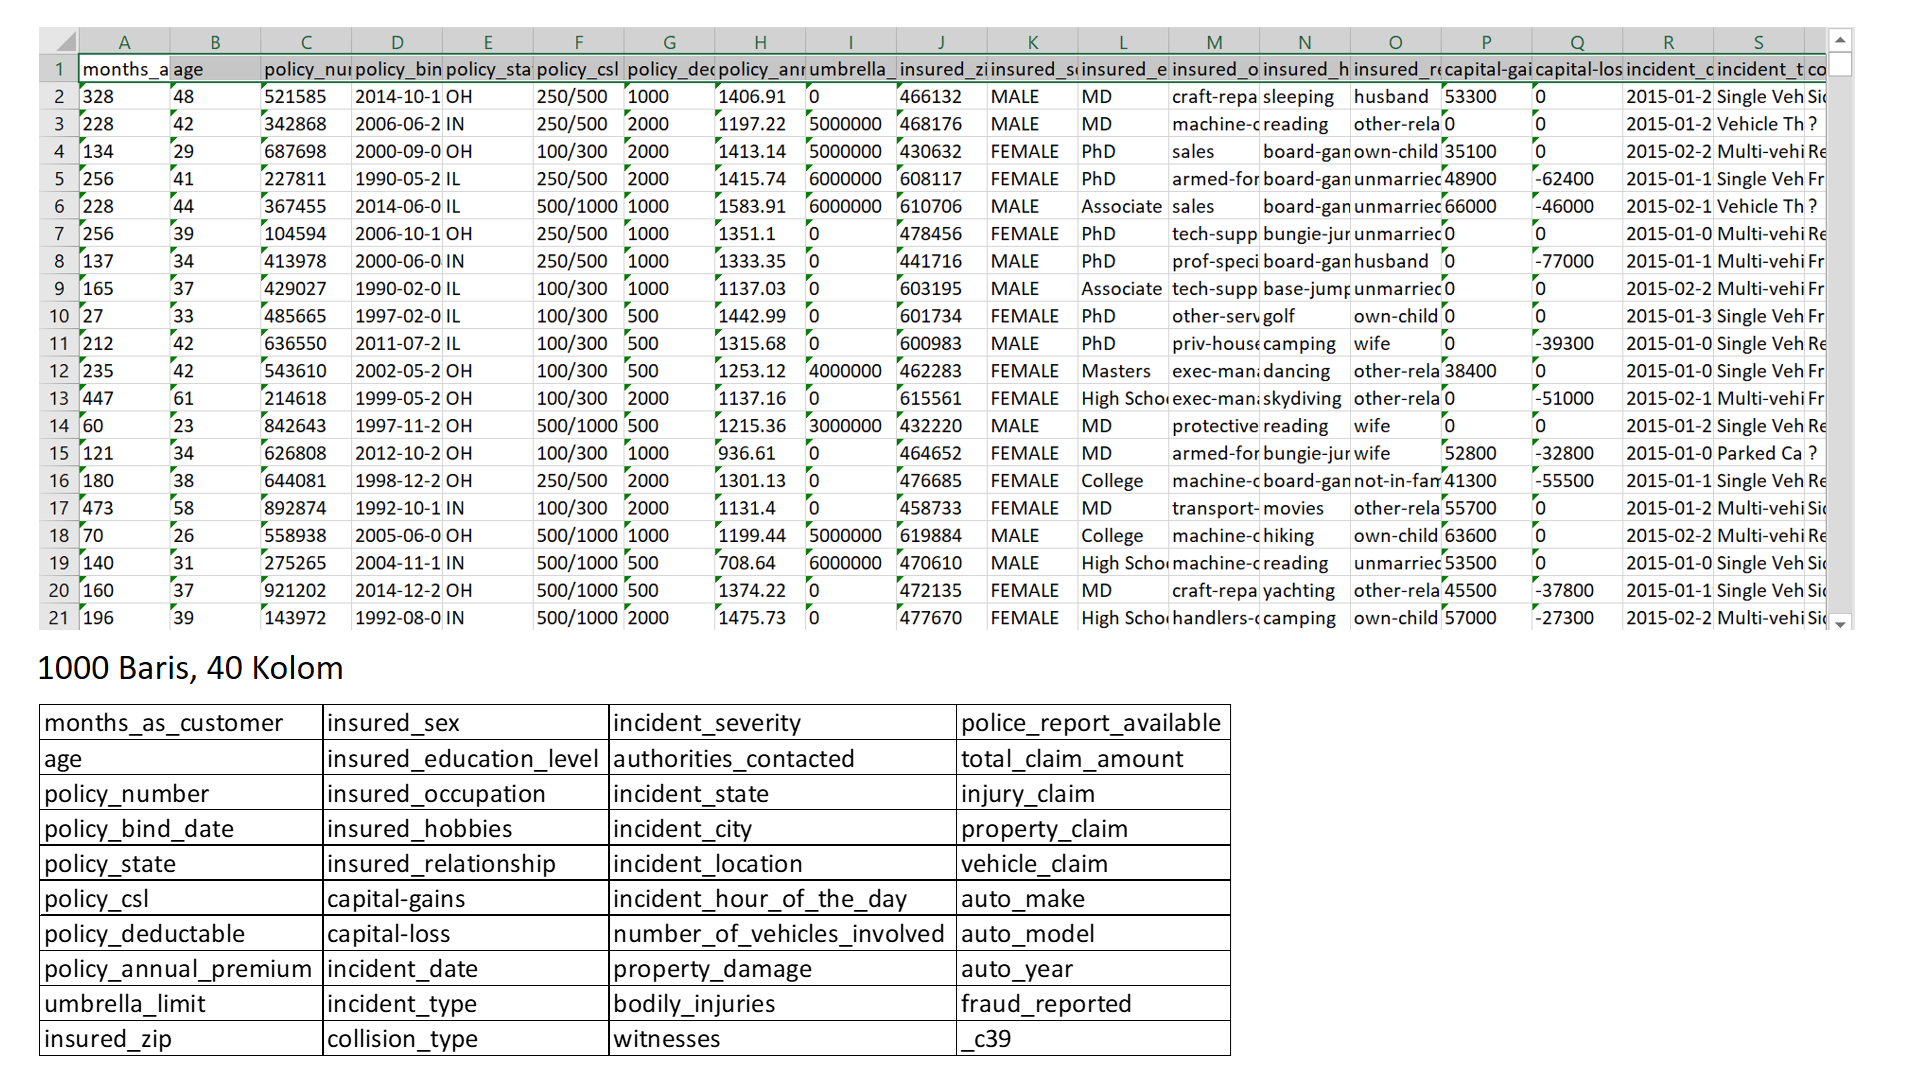 A B C D E F G H I J K L M N O P Q R S
1 months_a age policy_nu policy_bin policy_sta policy_csl policy_dec policy_ann umbrella_ insured_zi insured_s insured_e insured_o insured_h insured_r capital-gai capital-los incident_ incident_t co
2 328 48 521585 2014-10-1 OH 250/500 1000 1406.91 0 466132 MALE MD craft-repa sleeping husband 53300 0 2015-01-2 Single Veh Si
3 228 42 342868 2006-06-2 IN 250/500 2000 1197.22 5000000 468176 MALE MD machine-c reading other-rela 0 0 2015-01-2 Vehicle Th ?
4 134 29 687698 2000-09-0 OH 100/300 2000 1413.14 5000000 430632 FEMALE PhD sales board-gan own-child 35100 0 2015-02-2 Multi-vehi Re
5 256 41 227811 1990-05-2 IL 250/500 2000 1415.74 6000000 608117 FEMALE PhD armed-for board-gan unmarried 48900 -62400 2015-01-1 Single Veh Fr
6 228 44 367455 2014-06-0 IL 500/1000 1000 1583.91 6000000 610706 MALE Associate sales board-gan unmarried 66000 -46000 2015-02-1 Vehicle Th ?
7 256 39 104594 2006-10-1 OH 250/500 1000 1351.1 0 478456 FEMALE PhD tech-supp bungie-jur unmarried 0 0 2015-01-0 Multi-vehi Re
8 137 34 413978 2000-06-0 IN 250/500 1000 1333.35 0 441716 MALE PhD prof-speci board-gan husband 0 -77000 2015-01-1 Multi-vehi Fr
9 165 37 429027 1990-02-0 IL 100/300 1000 1137.03 0 603195 MALE Associate tech-supp base-jump unmarried 0 0 2015-02-2 Multi-vehi Fr
10 27 33 485665 1997-02-0 IL 100/300 500 1442.99 0 601734 FEMALE PhD other-serv golf own-child 0 0 2015-01-3 Single Veh Fr
11 212 42 636550 2011-07-2 IL 100/300 500 1315.68 0 600983 MALE PhD priv-house camping wife 0 -39300 2015-01-0 Single Veh Re
12 235 42 543610 2002-05-2 OH 100/300 500 1253.12 4000000 462283 FEMALE Masters exec-mana dancing other-rela 38400 0 2015-01-0 Single Veh Fr
13 447 61 214618 1999-05-2 OH 100/300 2000 1137.16 0 615561 FEMALE High Scho exec-mana skydiving other-rela 0 -51000 2015-02-1 Multi-vehi Fr
14 60 23 842643 1997-11-2 OH 500/1000 500 1215.36 3000000 432220 MALE MD protective reading wife 0 0 2015-01-2 Single Veh Re
15 121 34 626808 2012-10-2 OH 100/300 1000 936.61 0 464652 FEMALE MD armed-for bungie-jur wife 52800 -32800 2015-01-0 Parked Ca ?
16 180 38 644081 1998-12-2 OH 250/500 2000 1301.13 0 476685 FEMALE College machine-c board-gan not-in-fam 41300 -55500 2015-01-1 Single Veh Re
17 473 58 892874 1992-10-1 IN 100/300 2000 1131.4 0 458733 FEMALE MD transport- movies other-rela 55700 0 2015-02-2 Multi-vehi Si
18 70 26 558938 2005-06-0 OH 500/1000 1000 1199.44 5000000 619884 MALE College machine-c hiking own-child 63600 0 2015-02-2 Multi-vehi Re
19 140 31 275265 2004-11-1 IN 500/1000 500 708.64 6000000 470610 MALE High Scho machine-c reading unmarried 53500 0 2015-01-0 Single Veh Si
20 160 37 921202 2014-12-2 OH 500/1000 500 1374.22 0 472135 FEMALE MD craft-repa yachting other-rela 45500 -37800 2015-01-1 Single Veh Si
21 196 39 143972 1992-08-0 IN 500/1000 2000 1475.73 0 477670 FEMALE High Scho handlers-c camping own-child 57000 -27300 2015-02-2 Multi-vehi Si
1000 Baris, 40 Kolom
months_as_customer insured_sex incident_severity police_report_available
age insured_education_level authorities_contacted total_claim_amount
policy_number insured_occupation incident_state injury_claim
policy_bind_date insured_hobbies incident_city property_claim
policy_state insured_relationship incident_location vehicle_claim
policy_csl capital-gains incident_hour_of_the_day auto_make
policy_deductable capital-loss number_of_vehicles_involved auto_model
policy_annual_premium incident_date property_damage auto_year
umbrella_limit incident_type bodily_injuries fraud_reported
insured_zip collision_type witnesses _c39